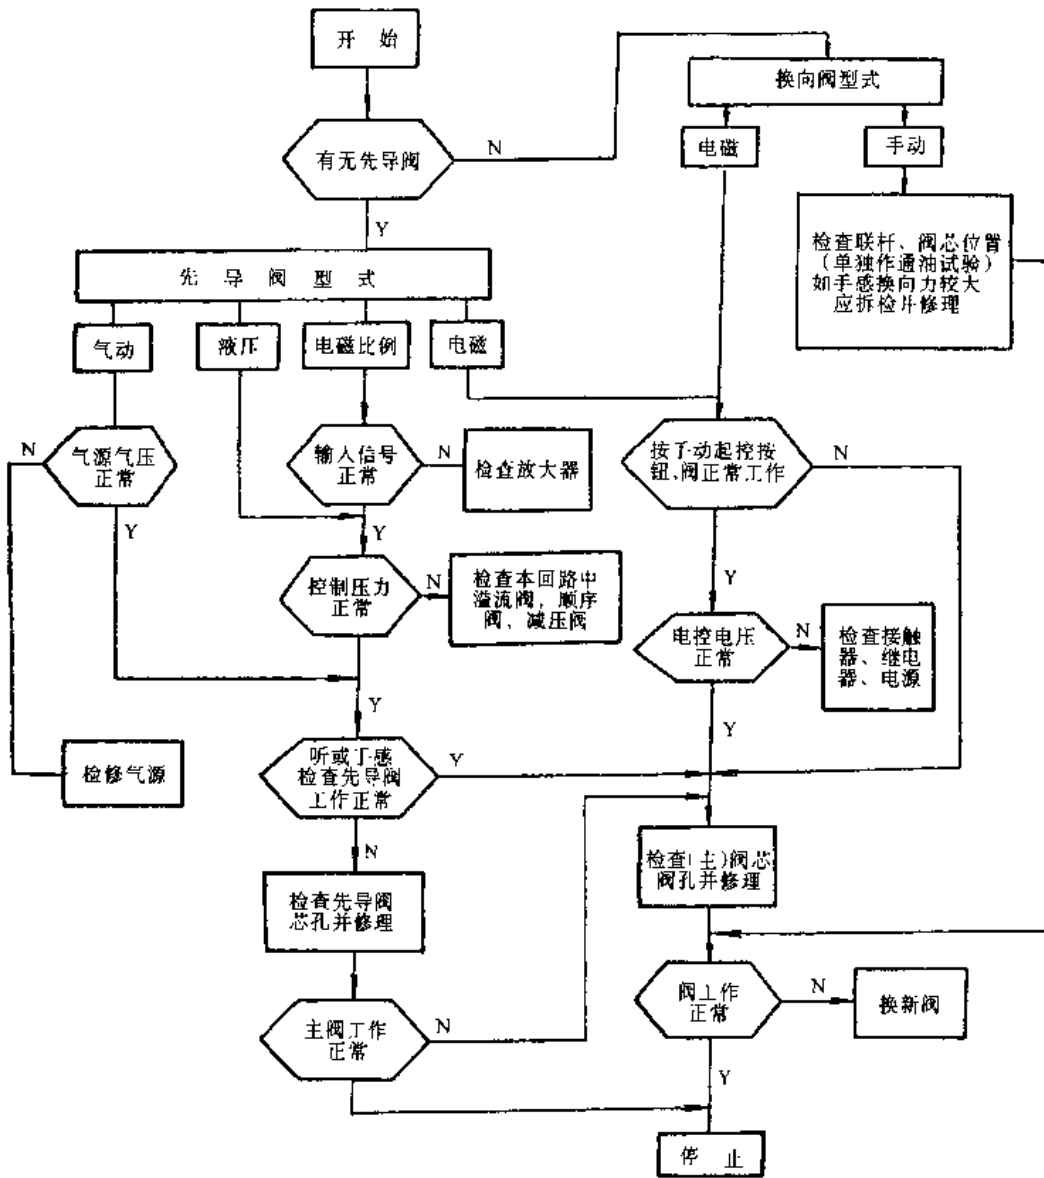 开 始
换向阀型式
有无先导阀
N
电磁
手动
Y
检查联杆、阀芯位置
（单独作通油试验）
如手感换向力较大
应拆检并修理
先 导 阀 型 式
气动
液压
电磁比例
电磁
N
气源气压
正常
Y
输入信号
正常
N
检查放大器
Y
按手动起控按
钮、阀正常工作
N
Y
控制压力
正常
N
检查本回路中
溢流阀，顺序
阀、减压阀
Y
电控电压
正常
N
检查接触
器、继电
器、电源
Y
检修气源
听或手感
检查先导阀
工作正常
Y
N
检查先导阀
芯孔并修理
检查(主)阀芯
阀孔并修理
主阀工作
正常
N
阀工作
正常
N
换新阀
Y
停 止